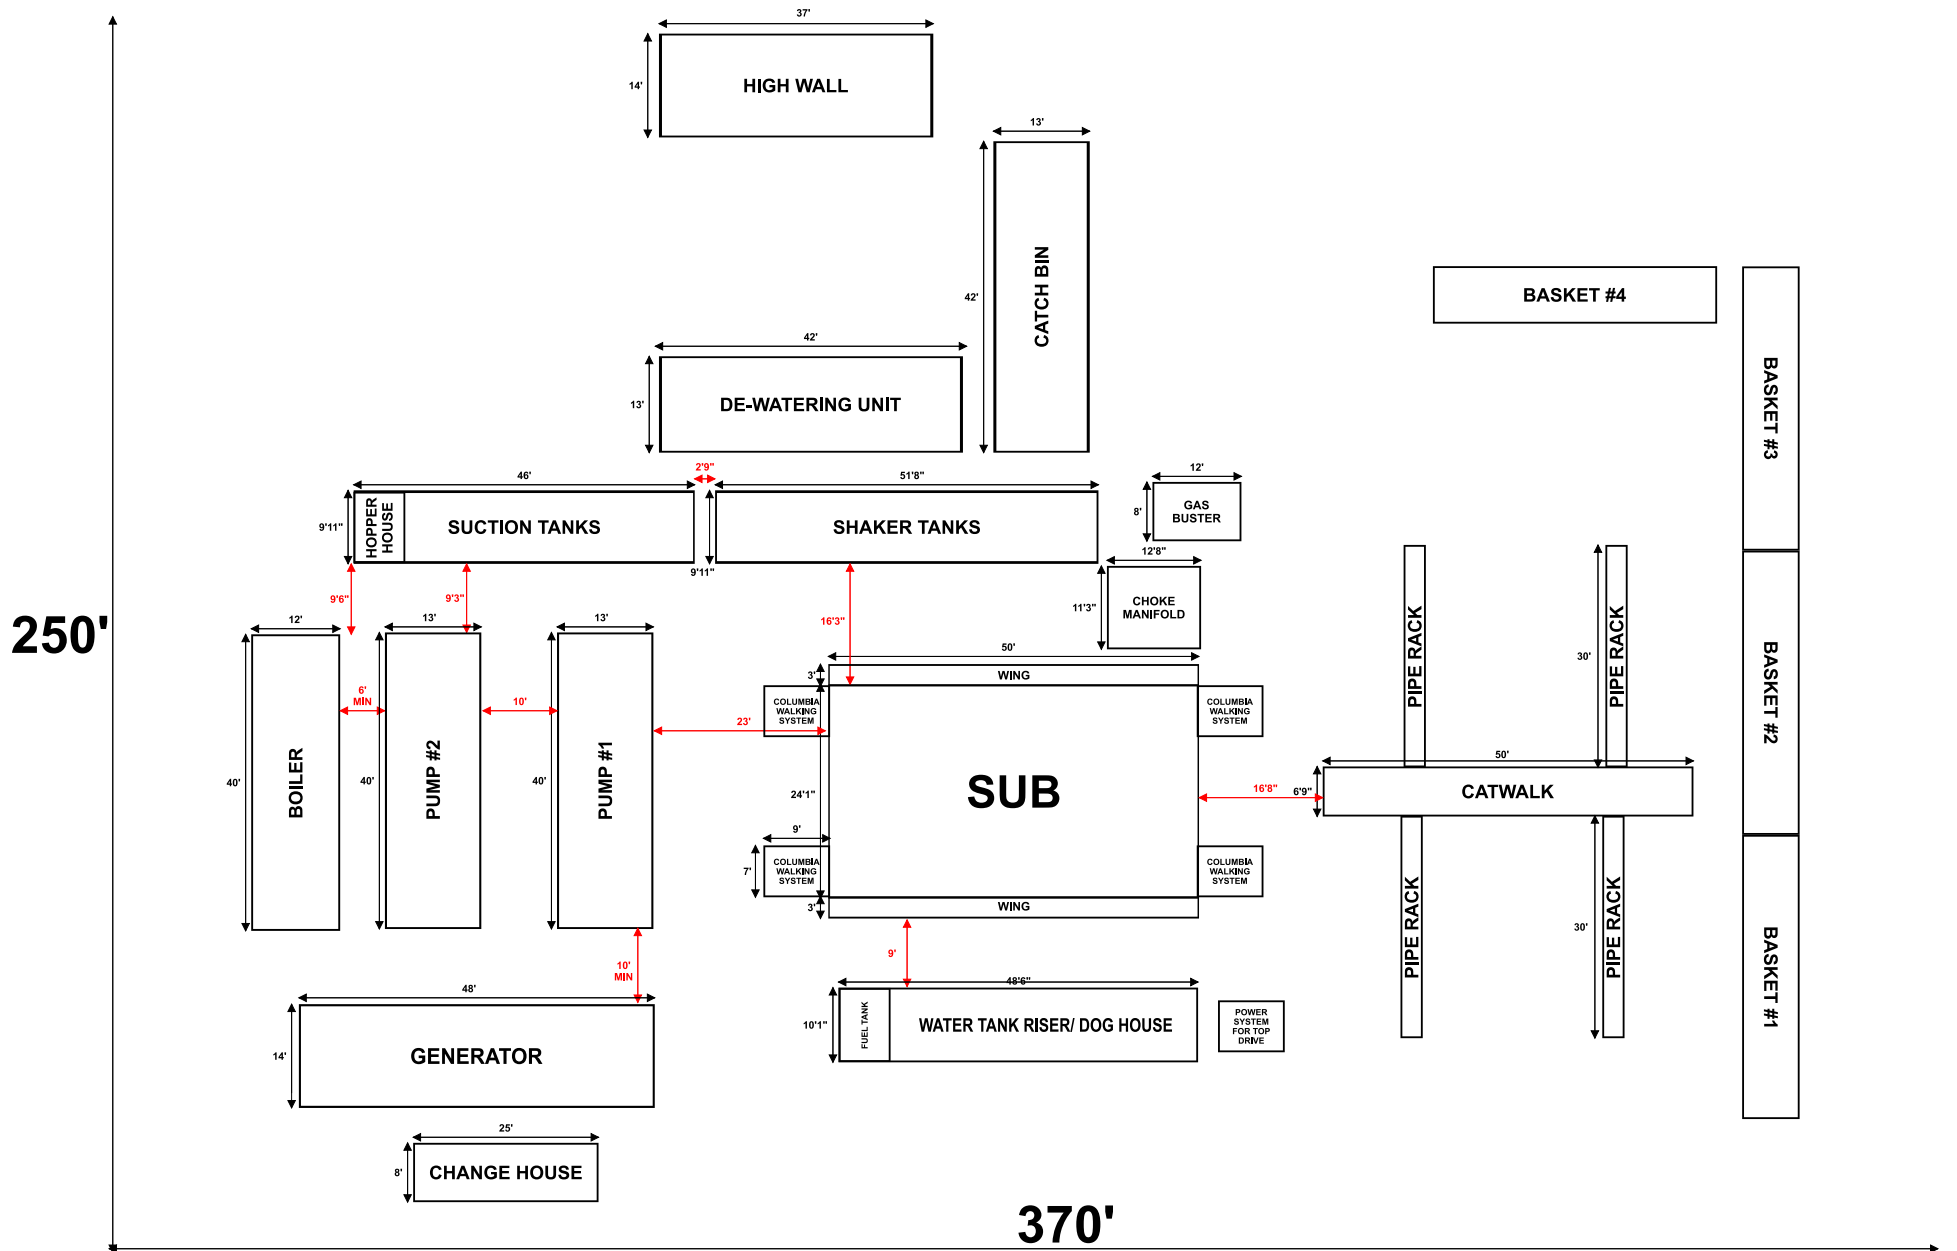 37'
14'
HIGH WALL
13'
42'
CATCH BIN
BASKET #4
BASKET #3
42'
13'
DE-WATERING UNIT
46'
2'9"
51'8"
12'
9'11"
HOPPER
HOUSE
SUCTION TANKS
9'11"
SHAKER TANKS
8'
GAS
BUSTER
12'8"
11'3"
CHOKE
MANIFOLD
9'6"
9'3"
16'3"
250'
12'
13'
13'
50'
30'
PIPE RACK
PIPE RACK
BASKET #2
3'
WING
6'
MIN
10'
23'
COLUMBIA
WALKING
SYSTEM
COLUMBIA
WALKING
SYSTEM
40'
BOILER
40'
PUMP #2
40'
PUMP #1
24'1"
SUB
16'8"
50'
6'9"
CATWALK
9'
7'
COLUMBIA
WALKING
SYSTEM
COLUMBIA
WALKING
SYSTEM
3'
WING
PIPE RACK
30'
PIPE RACK
BASKET #1
10'
MIN
9'
48'
14'
GENERATOR
48'6"
10'1"
FUEL TANK
WATER TANK RISER/ DOG HOUSE
POWER
SYSTEM
FOR TOP
DRIVE
25'
8'
CHANGE HOUSE
370'